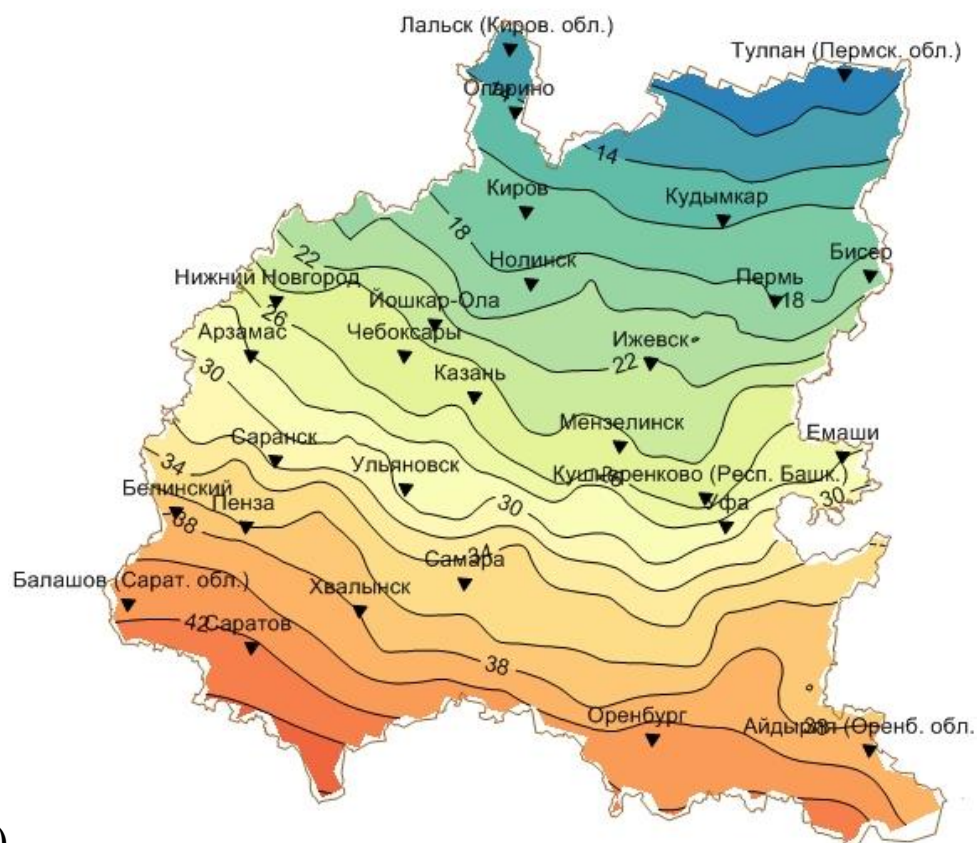 Лальск (Киров. обл.)
Тулпан (Пермск. обл.)
Опарино
14
Киров
Кудымкар
18
22
Нолинск
Бисер
Нижний Новгород
Пермь
18
Йошкар-Ола
26
Арзамас
Чебоксары
Ижевск
22
30
Казань
Мензелинск
Емаши
Саранск
34
Ульяновск
Кушнаренково (Респ. Башк.)
30
Белинский
Пенза
30
Уфа
38
34
Самара
Балашов (Сарат. обл.)
Хвалынск
42
Саратов
38
Оренбург
38
Айдырля (Оренб. обл.
)